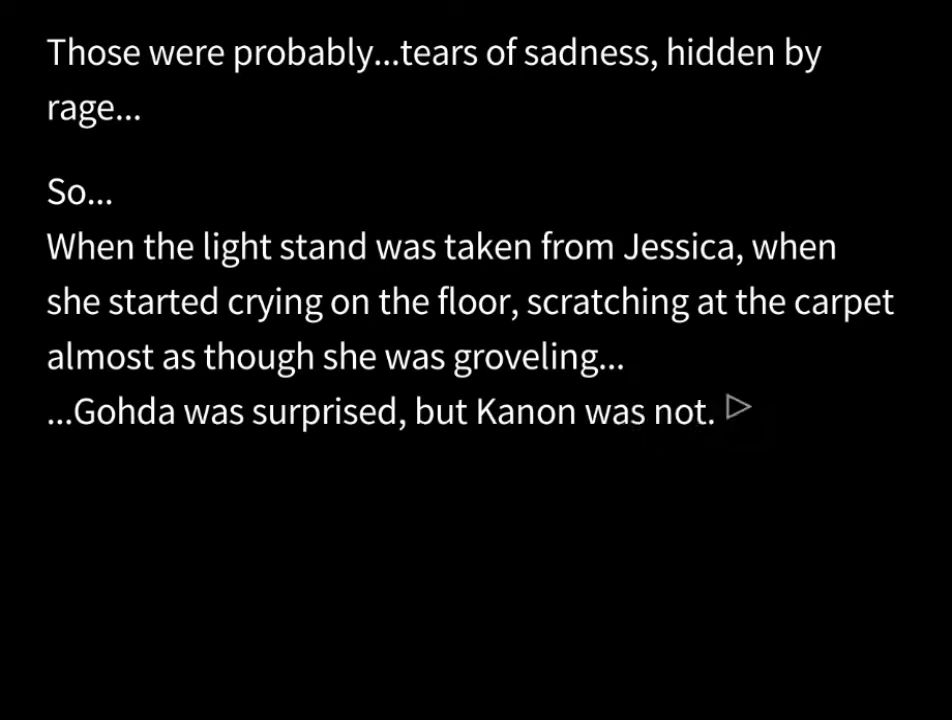 Those were probably...tears of sadness, hidden by
rage...
So...
When the light stand was taken from Jessica, when
she started crying on the floor, scratching at the carpet
almost as though she was groveling...
...Gohda was surprised, but Kanon was not.